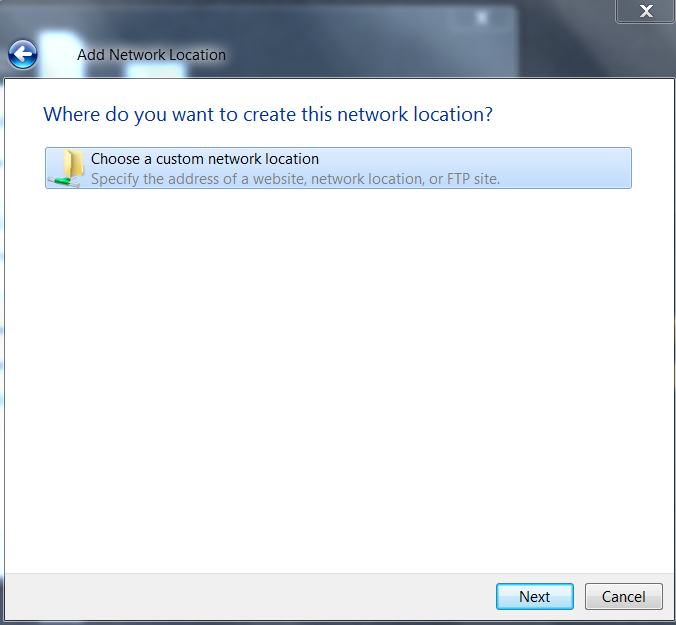 Add Network Location
Where do you want to create this network location?
Choose a custom network location
Specify the address of a website, network location, or FTP site.
Next
Cancel